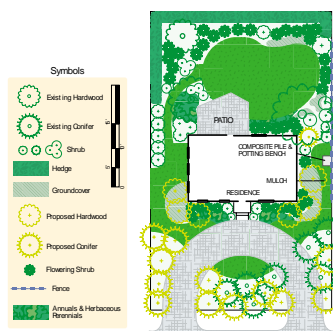 Symbols
Existing Hardwood
Existing Conifer
Shrub
Hedge
Groundcover
Proposed Hardwood
Proposed Conifer
Flowering Shrub
Fence
Annuals & Herbaceous
Perennials
PATIO
COMPOSTE PILE &
POTTING BENCH
MULCH
RESIDENCE